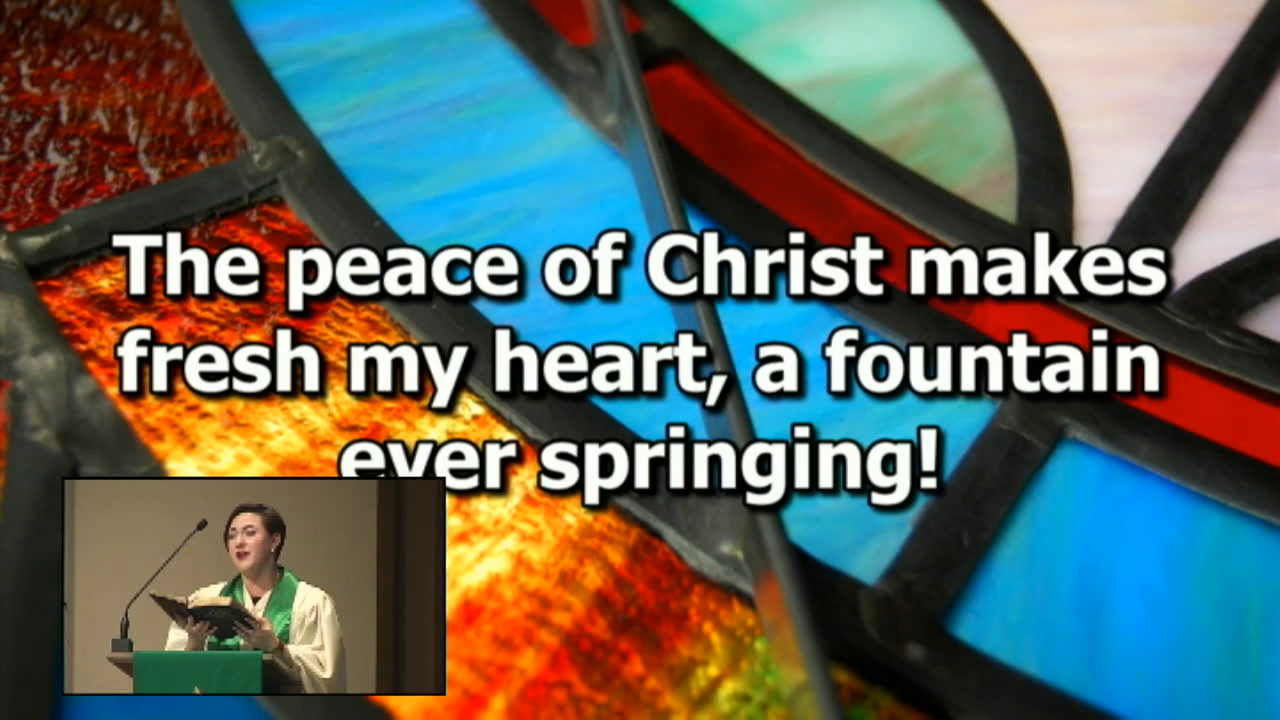 The peace of Christ makes
fresh my heart, a fountain
ever springing!